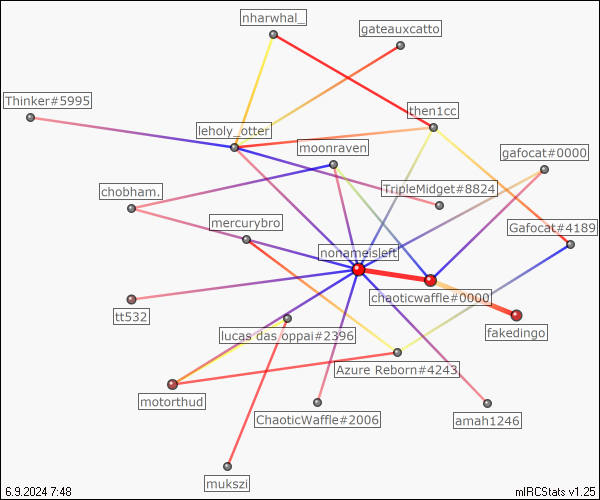 nharwhal_
gateauxcatto
Thinker#5995
then1cc
leholy_otter
moonraven
gafocat#0000
chobham.
TripleMidget#8824
mercurybro
Gafocat#4189
nonameisleft
chaoticwaffle#0000
tt532
fakedingo
lucas das oppai#2396
Azure Reborn#4243
motorthud
ChaoticWaffle#2006
amah1246
mukszi
6.9.2024 7:48
mIRCStats v1.25